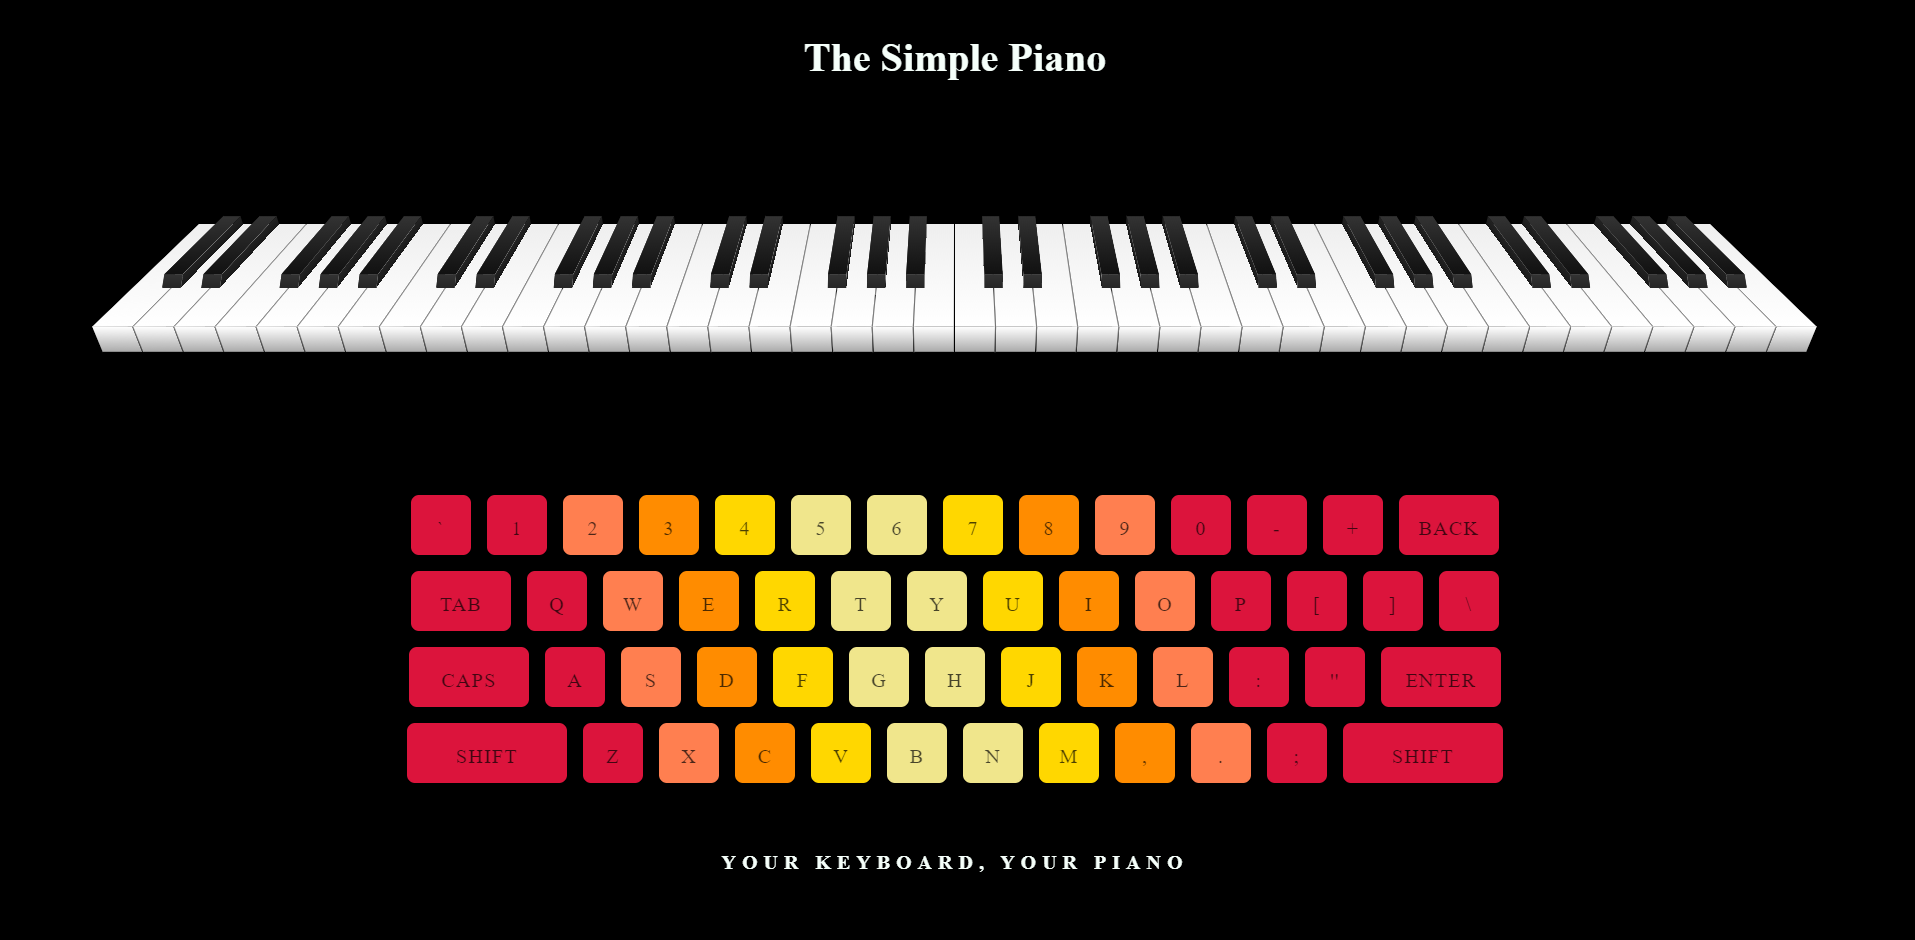 The Simple Piano
` 1 2 3 4 5 6 7 8 9 0 - + BACK
TAB Q W E R T Y U I O P [ ] \
CAPS A S D F G H J K L : " ENTER
SHIFT Z X C V B N M , . ; SHIFT
YOUR KEYBOARD, YOUR PIANO